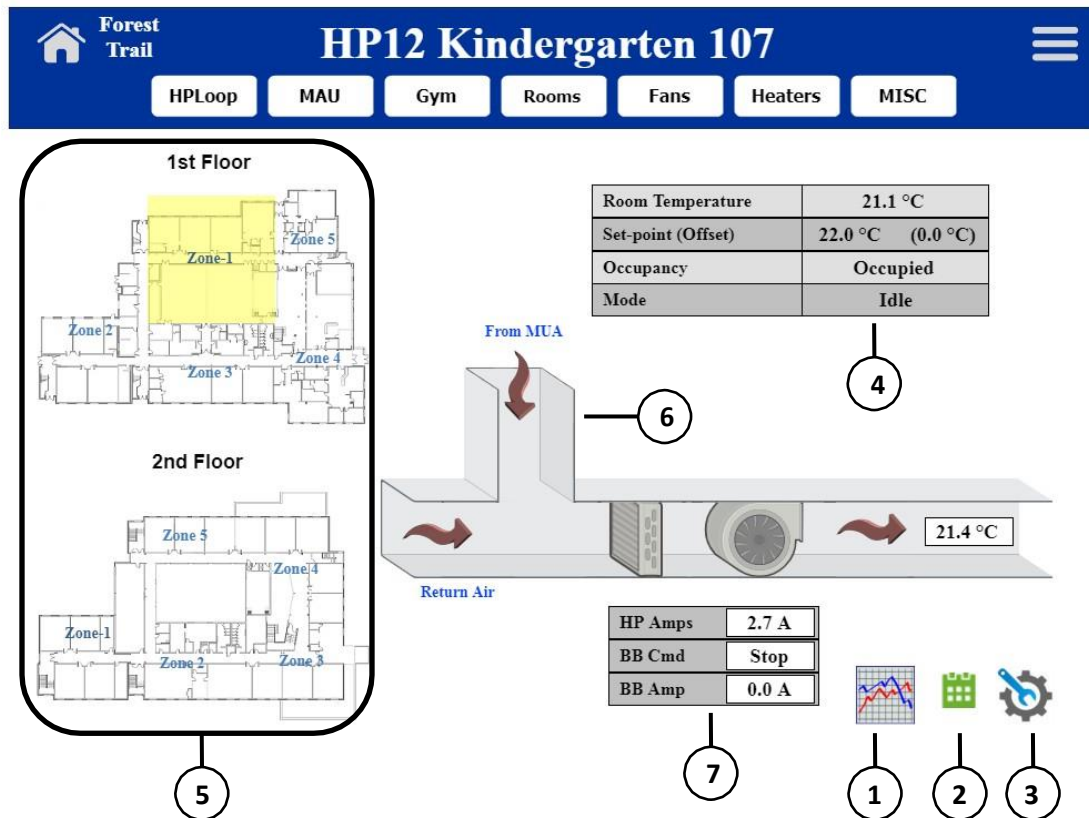 Forest
Trail
HP12 Kindergarten 107
HPLoop MAU Gym Rooms Fans Heaters MISC
1st Floor
Zone 5
Zone-1
Zone 2
Zone 4
Zone 3
2nd Floor
Zone 5
Zone 4
Zone-1
Zone 2
Zone 3
5
Room Temperature 21.1 °C
Set-point (Offset) 22.0 °C (0.0 °C)
Occupancy Occupied
Mode Idle
4
From MUA
6
21.4 °C
Return Air
HP Amps 2.7 A
BB Cmd Stop
BB Amp 0.0 A
7
1
2
3